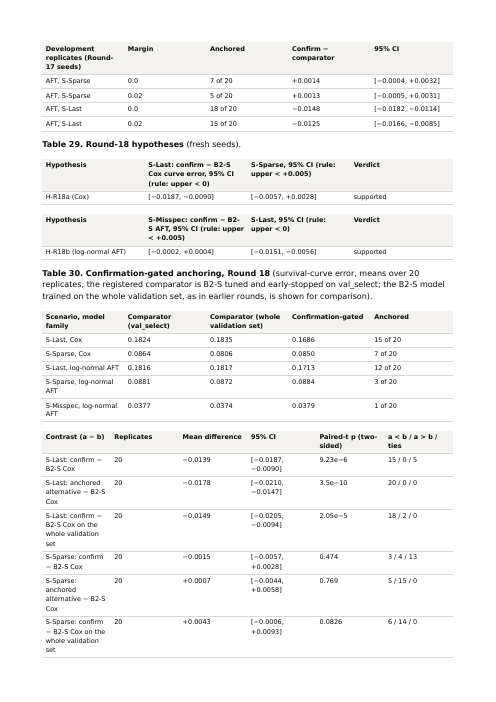 Development replicates (Round-17 seeds) Margin Anchored Confirm − comparator 95% CI
AFT, S-Sparse 0.0 7 of 20 +0.0014 [−0.0004, +0.0032]
AFT, S-Sparse 0.02 5 of 20 +0.0013 [−0.0005, +0.0031]
AFT, S-Last 0.0 18 of 20 −0.0148 [−0.0182, −0.0114]
AFT, S-Last 0.02 15 of 20 −0.0125 [−0.0166, −0.0085]
Table 29. Round-18 hypotheses (fresh seeds).
Hypothesis S-Last: confirm − B2-S Cox curve error, 95% CI (rule: upper < 0) S-Sparse, 95% CI (rule: upper < +0.005) Verdict
H-R18a (Cox) [−0.0187, −0.0090] [−0.0057, +0.0028] supported
Hypothesis S-Misspec: confirm − B2-S AFT, 95% CI (rule: upper < +0.005) S-Last, 95% CI (rule: upper < 0) Verdict
H-R18b (log-normal AFT) [−0.0002, +0.0004] [−0.0151, −0.0056] supported
Table 30. Confirmation-gated anchoring, Round 18 (survival-curve error, means over 20
replicates; the registered comparator is B2-S tuned and early-stopped on val_select; the B2-S model
trained on the whole validation set, as in earlier rounds, is shown for comparison).
Scenario, model family Comparator (val_select) Comparator (whole validation set) Confirmation-gated Anchored
S-Last, Cox 0.1824 0.1835 0.1686 15 of 20
S-Sparse, Cox 0.0864 0.0806 0.0850 7 of 20
S-Last, log-normal AFT 0.1816 0.1817 0.1713 12 of 20
S-Sparse, log-normal AFT 0.0881 0.0872 0.0884 3 of 20
S-Misspec, log-normal AFT 0.0377 0.0374 0.0379 1 of 20
Contrast (a − b) Replicates Mean difference 95% CI Paired-t p (two-sided) a < b / a > b / ties
S-Last: confirm − B2-S Cox 20 −0.0139 [−0.0187, −0.0090] 9.23e−6 15 / 0 / 5
S-Last: anchored alternative − B2-S Cox 20 −0.0178 [−0.0210, −0.0147] 3.5e−10 20 / 0 / 0
S-Last: confirm − B2-S Cox on the whole validation set 20 −0.0149 [−0.0205, −0.0094] 2.05e−5 18 / 2 / 0
S-Sparse: confirm − B2-S Cox 20 −0.0015 [−0.0057, +0.0028] 0.474 3 / 4 / 13
S-Sparse: anchored alternative − B2-S Cox 20 +0.0007 [−0.0044, +0.0058] 0.769 5 / 15 / 0
S-Sparse: confirm − B2-S Cox on the whole validation set 20 +0.0043 [−0.0006, +0.0093] 0.0826 6 / 14 / 0